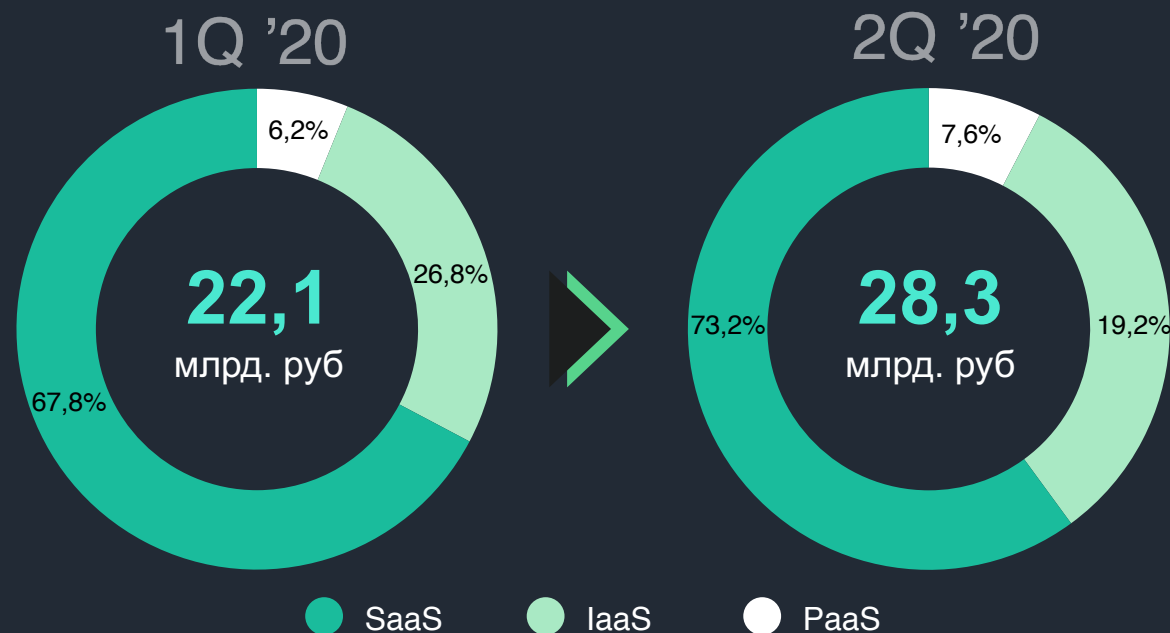 1Q ’20
2Q ’20
6,2%
26,8%
67,8%
22,1
млрд. руб
7,6%
19,2%
73,2%
28,3
млрд. руб
SaaS
IaaS
PaaS